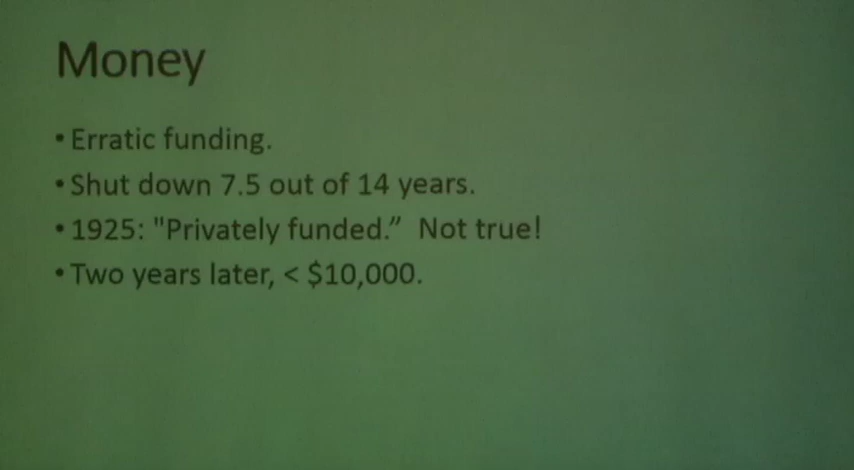 Money
• Erratic funding.
• Shut down 7.5 out of 14 years.
• 1925: "Privately funded.”  Not true!
• Two years later, < $10,000.